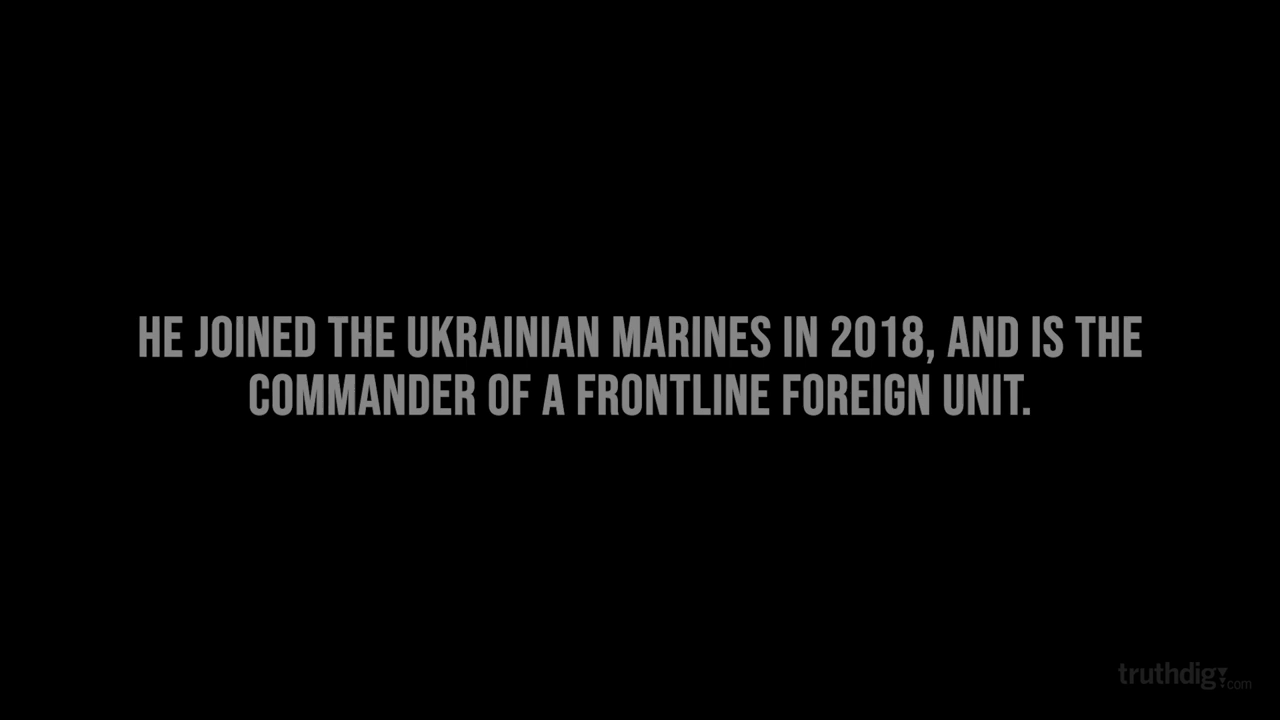 HE JOINED THE UKRAINIAN MARINES IN 2018, AND IS THE
COMMANDER OF A FRONTLINE FOREIGN UNIT.
truthdig.com